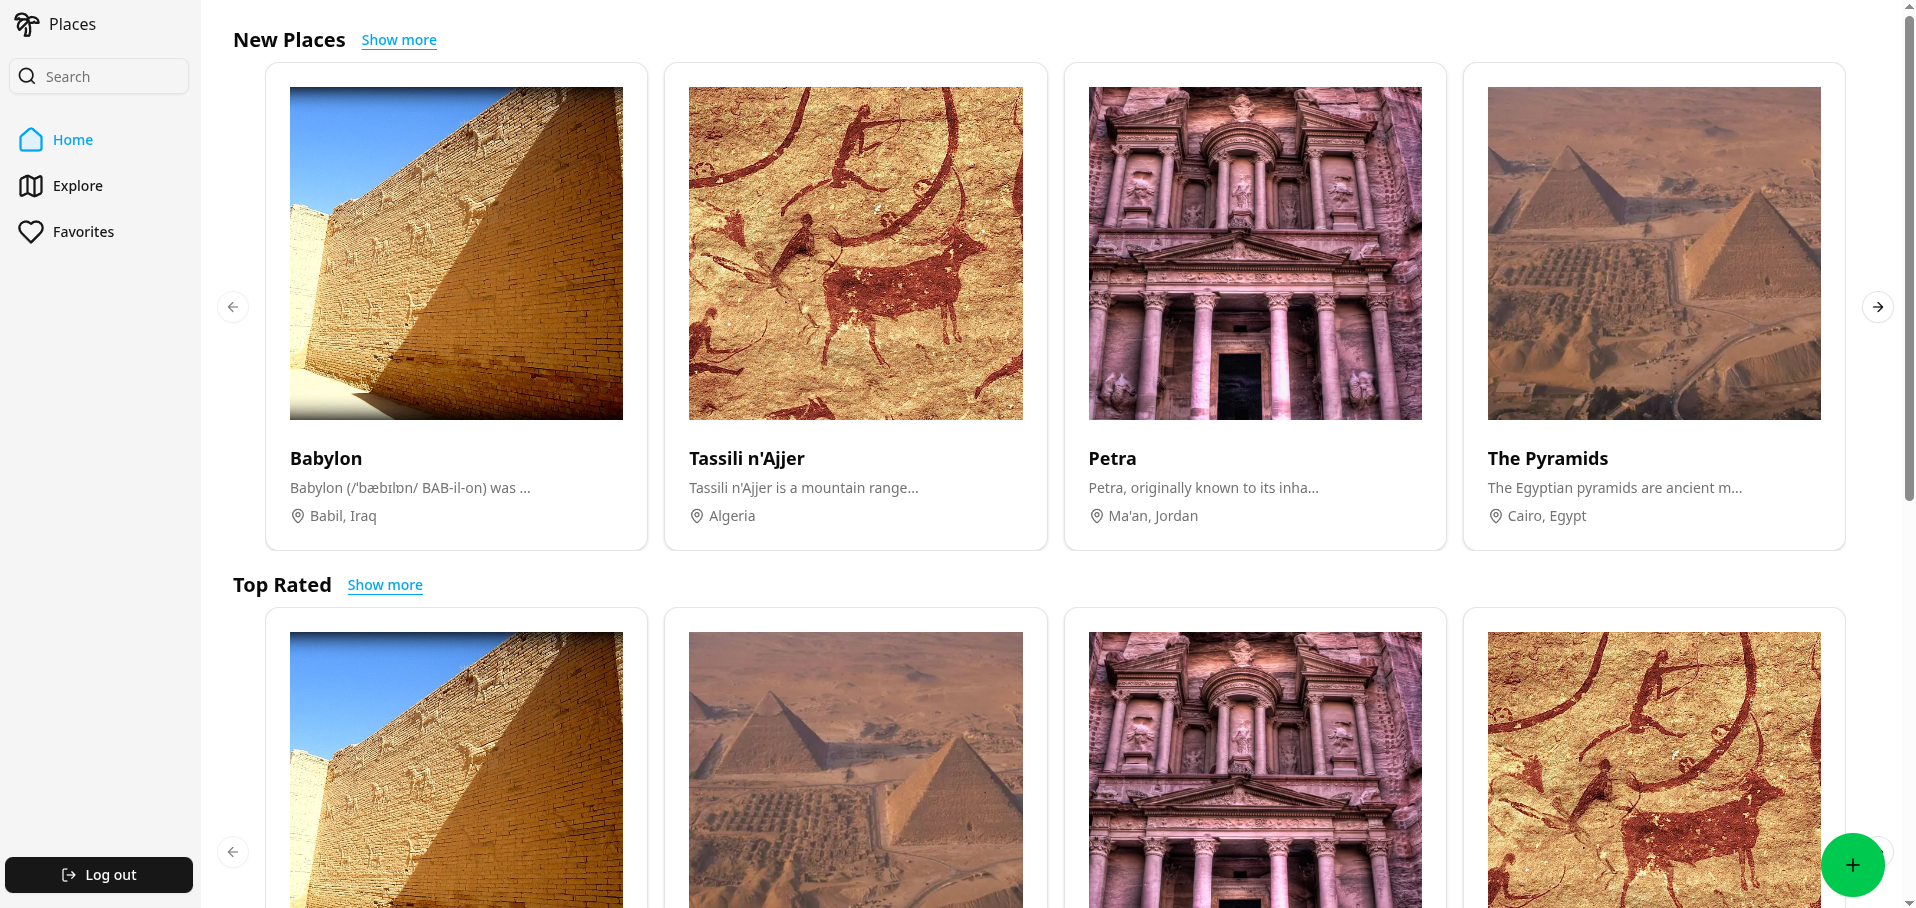 Places
Search
Home
Explore
Favorites
Log out
New Places
Show more
Babylon
Babylon (/ˈbæbɪlɒn/ BAB-il-on) was ...
Babil, Iraq
Tassili n'Ajjer
Tassili n'Ajjer is a mountain range...
Algeria
Petra
Petra, originally known to its inha...
Ma'an, Jordan
The Pyramids
The Egyptian pyramids are ancient m...
Cairo, Egypt
Top Rated
Show more